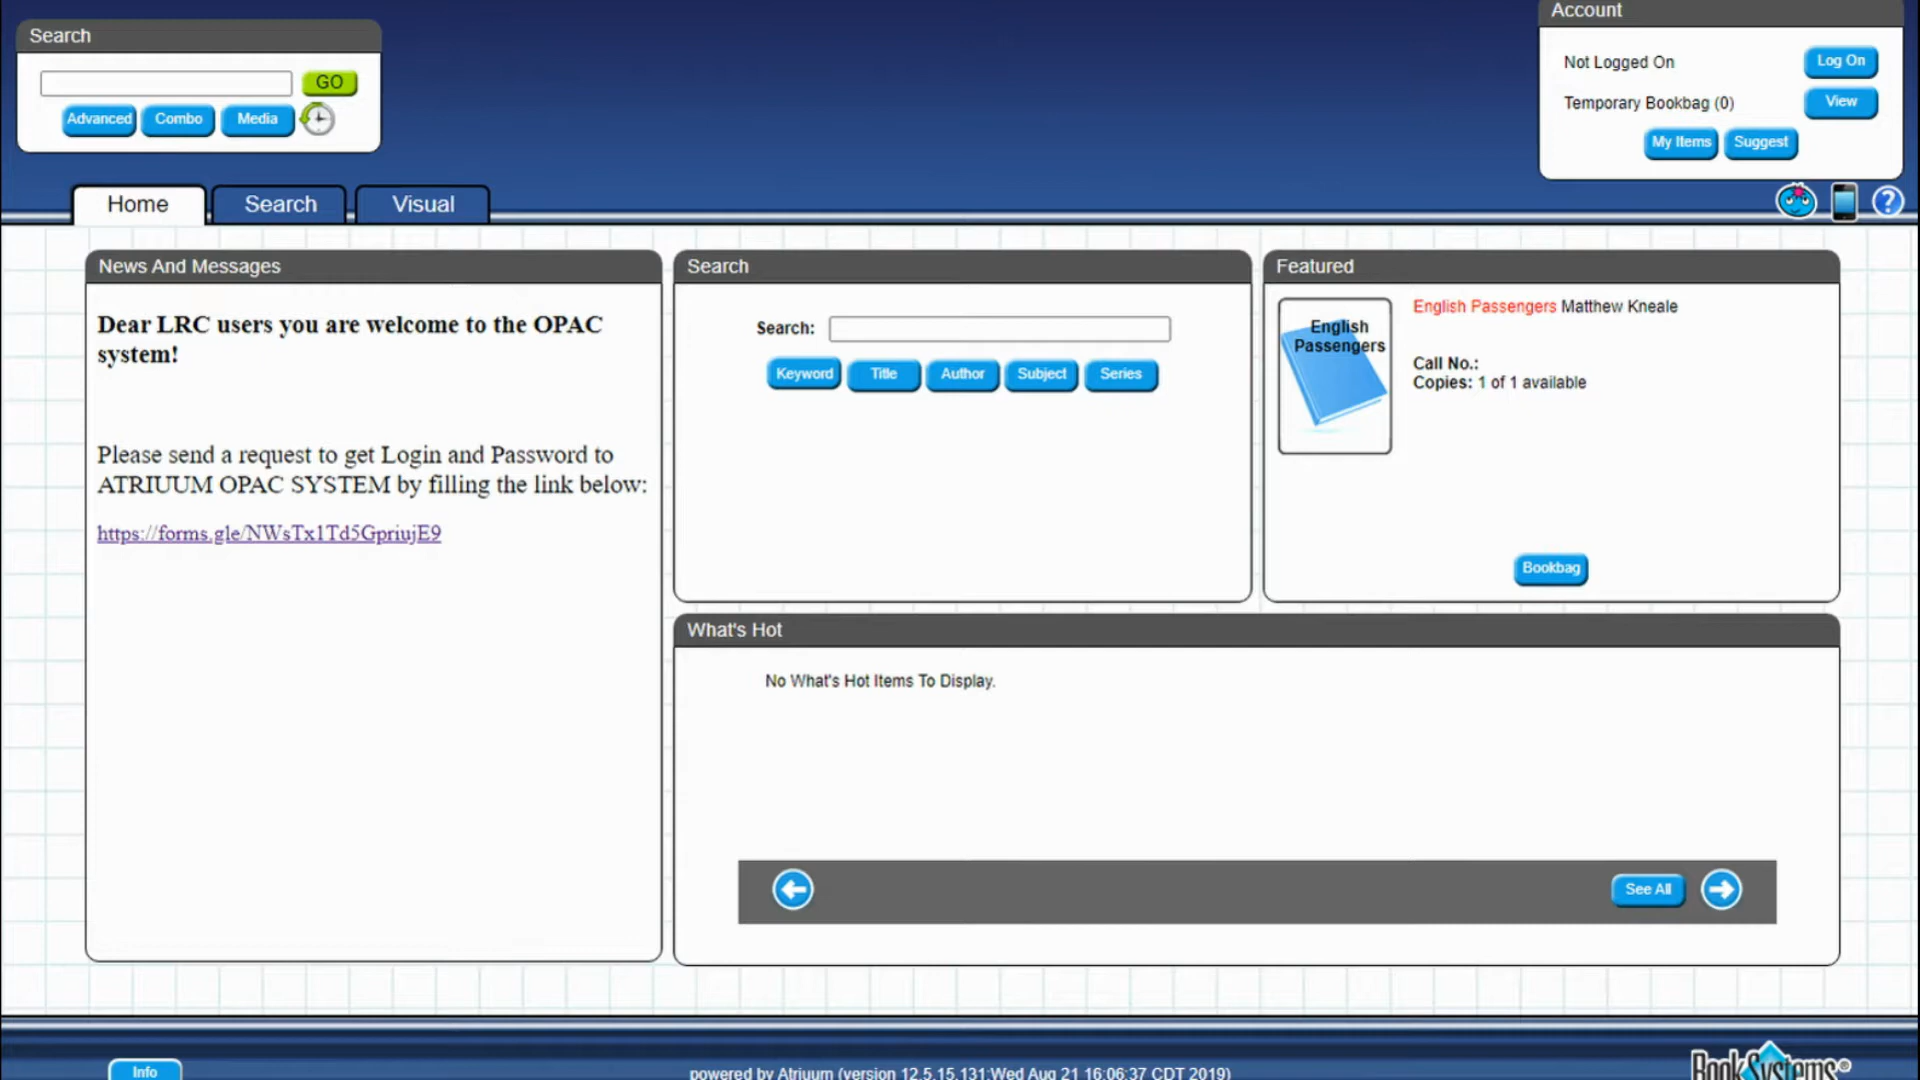 Search
GO
Advanced Combo Media
Account
Not Logged On Log On
Temporary Bookbag (0) View
My Items Suggest
Home Search Visual
News And Messages
Dear LRC users you are welcome to the OPAC
system!
Please send a request to get Login and Password to
ATRIUUM OPAC SYSTEM by filling the link below:
https://forms.gle/NWsTx1Td5GpriujE9
Search
Search:
Keyword Title Author Subject Series
Featured
English
Passengers
English Passengers Matthew Kneale
Call No.:
Copies: 1 of 1 available
Bookbag
What's Hot
No What's Hot Items To Display.
See All
Info
powered by Atriuum (version 12.5.15.131:Wed Aug 21 16:06:37 CDT 2019)
BookSystems®